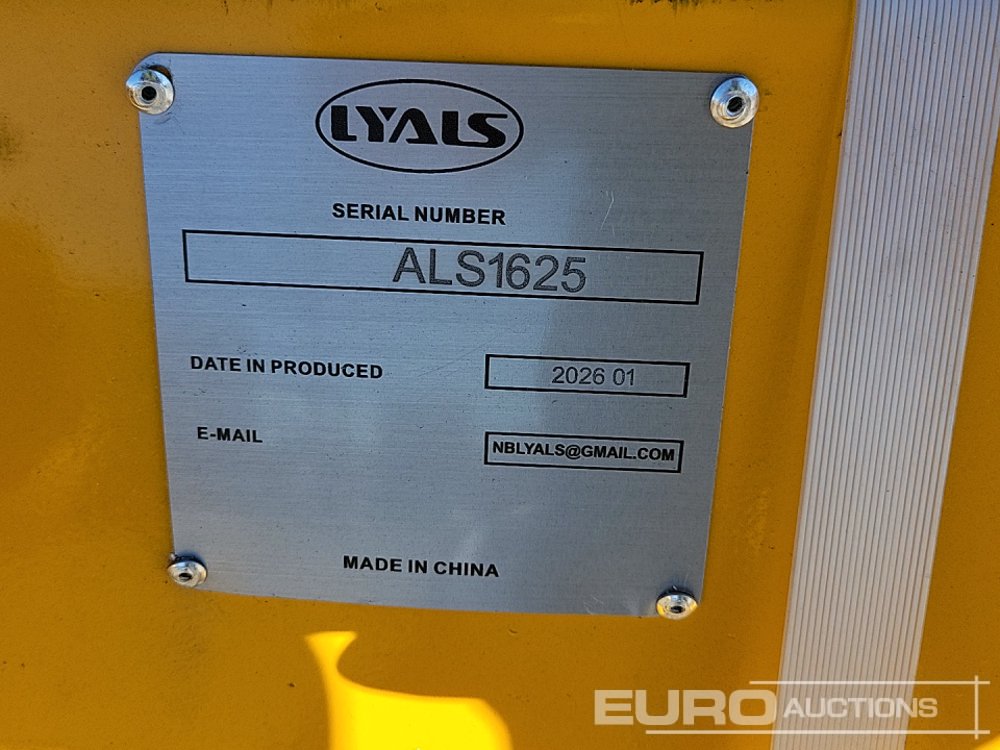 LYALS
SERIAL NUMBER
ALS1625
DATE IN PRODUCED 2026 01
E-MAIL NBLYALS@GMAIL.COM
MADE IN CHINA
EURO AUCTIONS